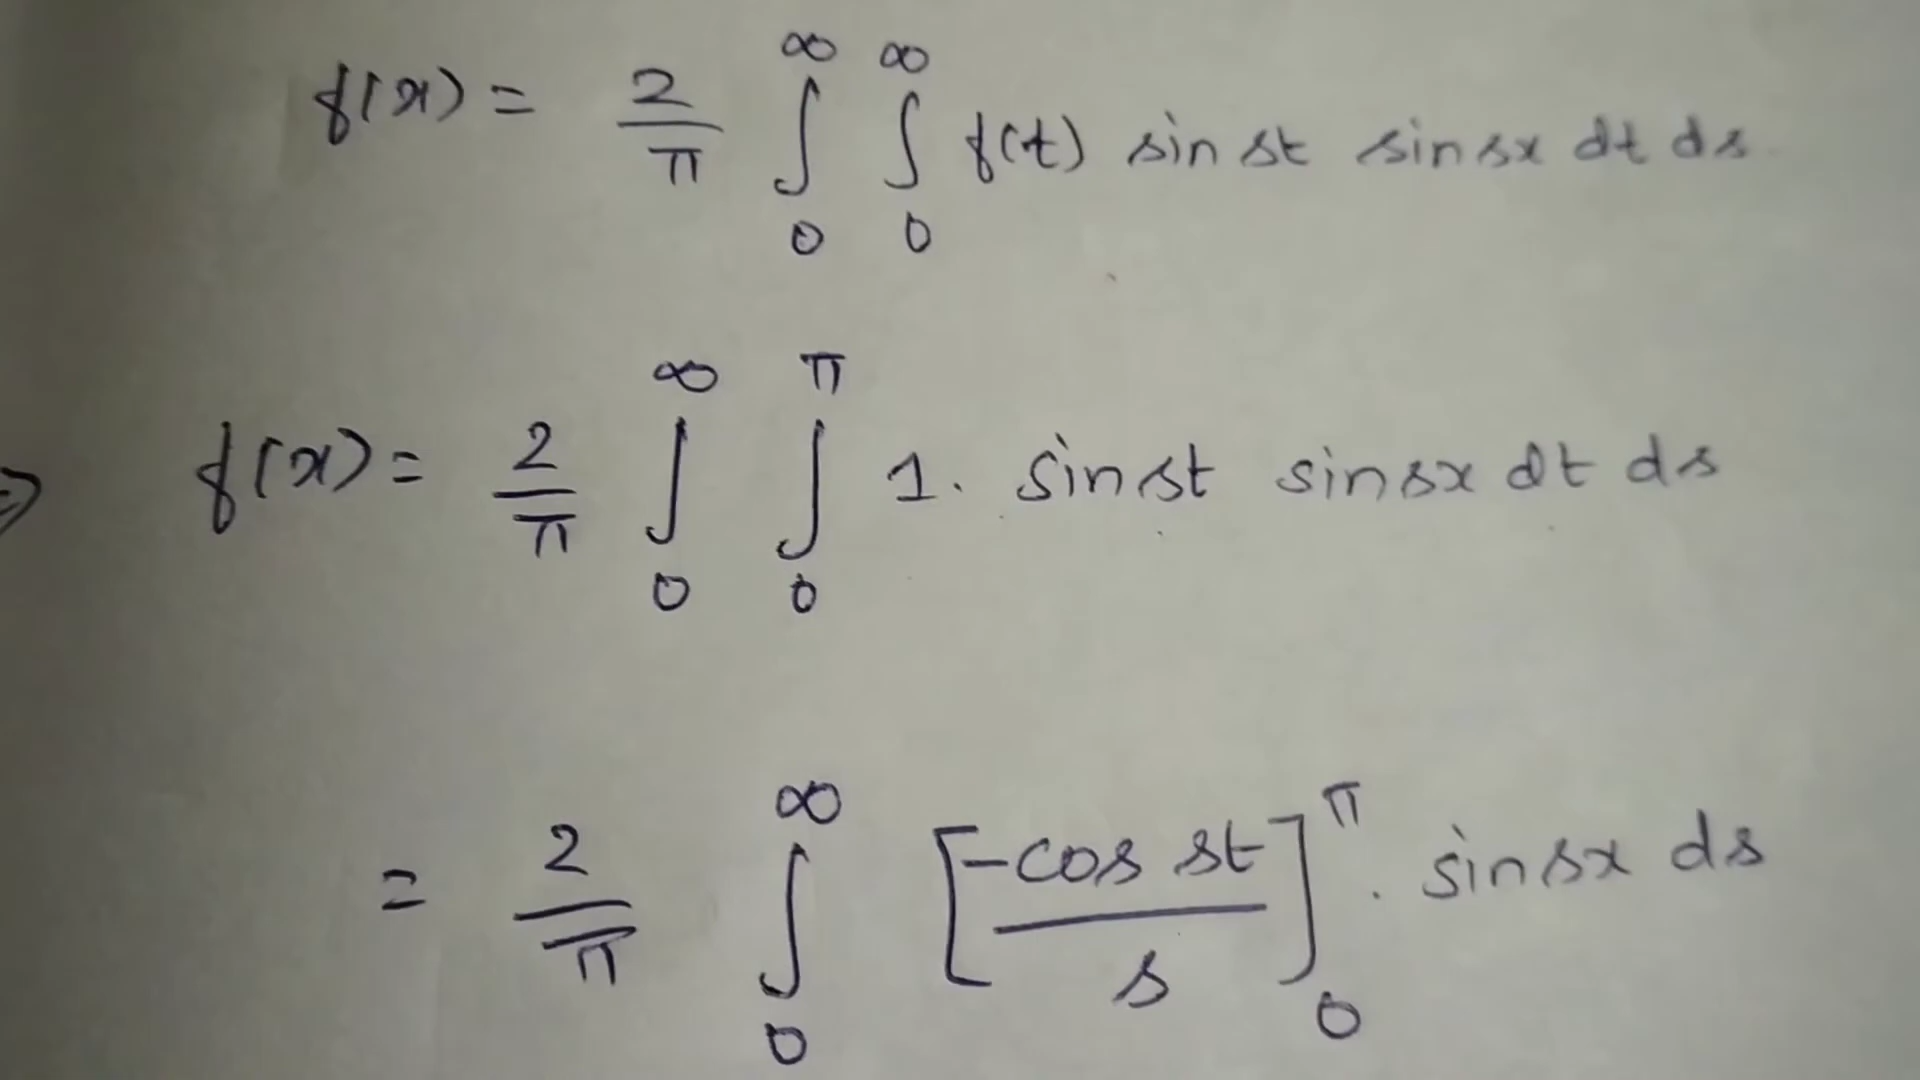 f(x) = 2/π ∫₀^∞ ∫₀^∞ f(t) sin st sin sx dt ds
⇒ f(x) = 2/π ∫₀^∞ ∫₀^π 1. sin st sin sx dt ds
= 2/π ∫₀^∞ [-cos st / s]₀^π . sin sx ds